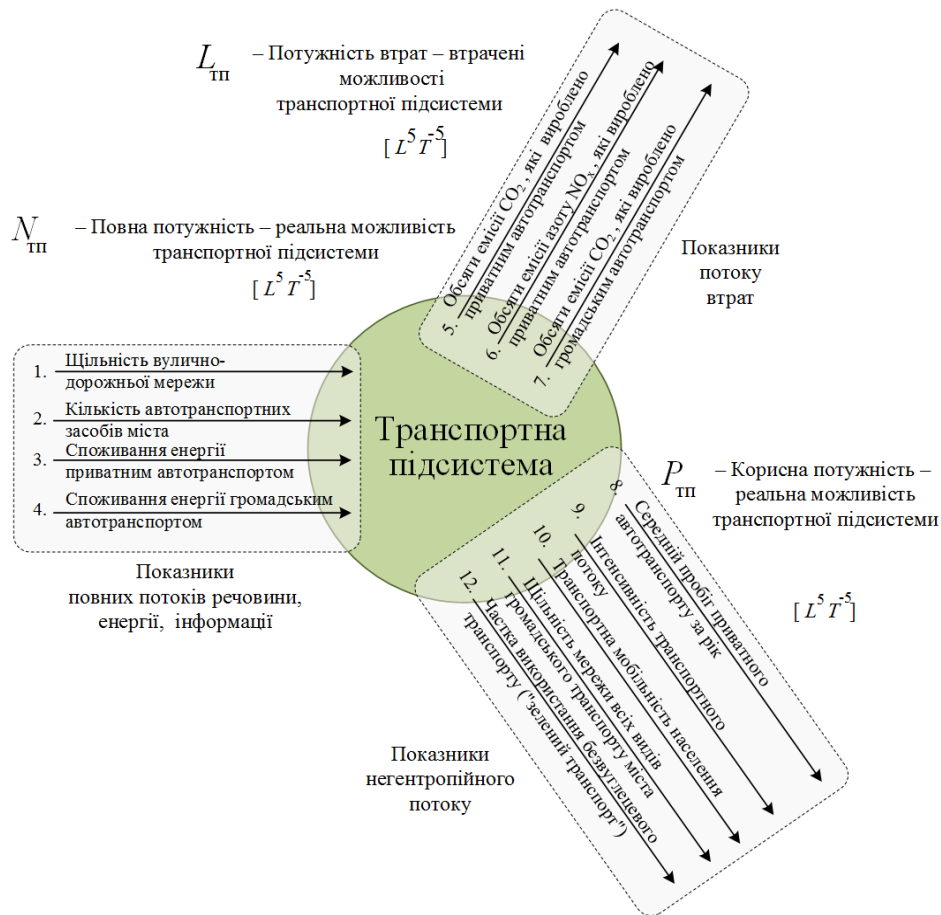 L тп – Потужність втрат – втрачені
можливості
транспортної підсистеми
[ L⁵ T⁻⁵ ]
N тп – Повна потужність – реальна можливість
транспортної підсистеми
[ L⁵ T⁻⁵ ]
5. Обсяги емісії CO₂ , які вироблено
приватним автотранспортом
6. Обсяги емісії азоту NOₓ , які вироблено
приватним автотранспортом
7. Обсяги емісії CO₂ , які вироблено
громадським автотранспортом
Показники
потоку
втрат
1. Щільність вулично-
дорожньої мережи
2. Кількість автотранспортних
засобів міста
3. Споживання енергії
приватним автотранспортом
4. Споживання енергії громадським
автотранспортом
Показники
повних потоків речовини,
енергії, інформації
Транспортна
підсистема
P тп – Корисна потужність –
реальна можливість
транспортної підсистеми
[ L⁵ T⁻⁵ ]
8. Середній пробіг приватного
автотранспорту за рік
9. Інтенсивність транспортного
потоку
10. Транспортна мобільність населення
11. Щільність мережи всіх видів
громадського транспорту міста
12. Частка використання безвуглецевого
транспорту ("зелений транспорт")
Показники
негентропійного
потоку